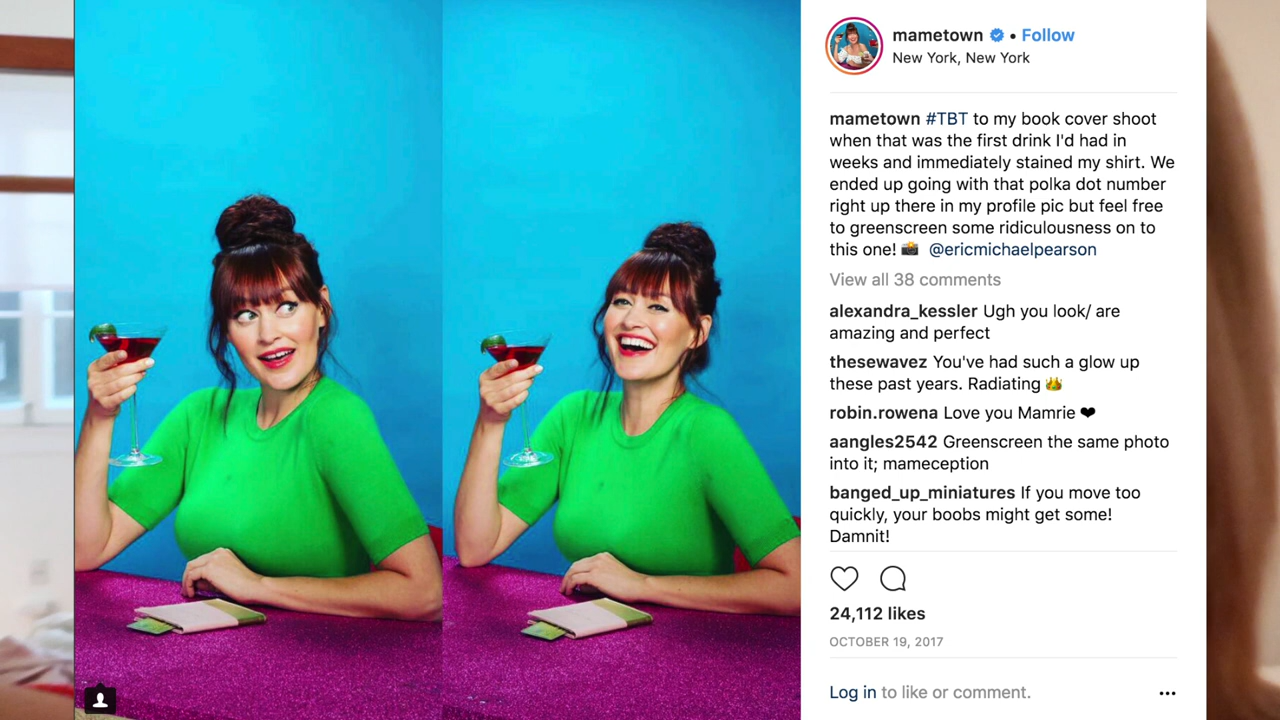 mametown • Follow
New York, New York
mametown #TBT to my book cover shoot
when that was the first drink I'd had in
weeks and immediately stained my shirt. We
ended up going with that polka dot number
right up there in my profile pic but feel free
to greenscreen some ridiculousness on to
this one! 📸 @ericmichaelpearson
View all 38 comments
alexandra_kessler Ugh you look/ are
amazing and perfect
thesewavez You've had such a glow up
these past years. Radiating 👑
robin.rowena Love you Mamrie ❤
aangles2542 Greenscreen the same photo
into it; mameception
banged_up_miniatures If you move too
quickly, your boobs might get some!
Damnit!
24,112 likes
OCTOBER 19, 2017
Log in to like or comment.